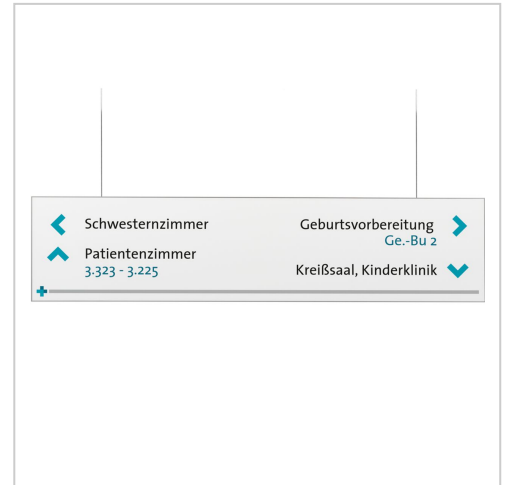 Schwesternzimmer
Patientenzimmer
3.323 - 3.225
Geburtsvorbereitung
Ge.-Bu 2
Kreißsaal, Kinderklinik